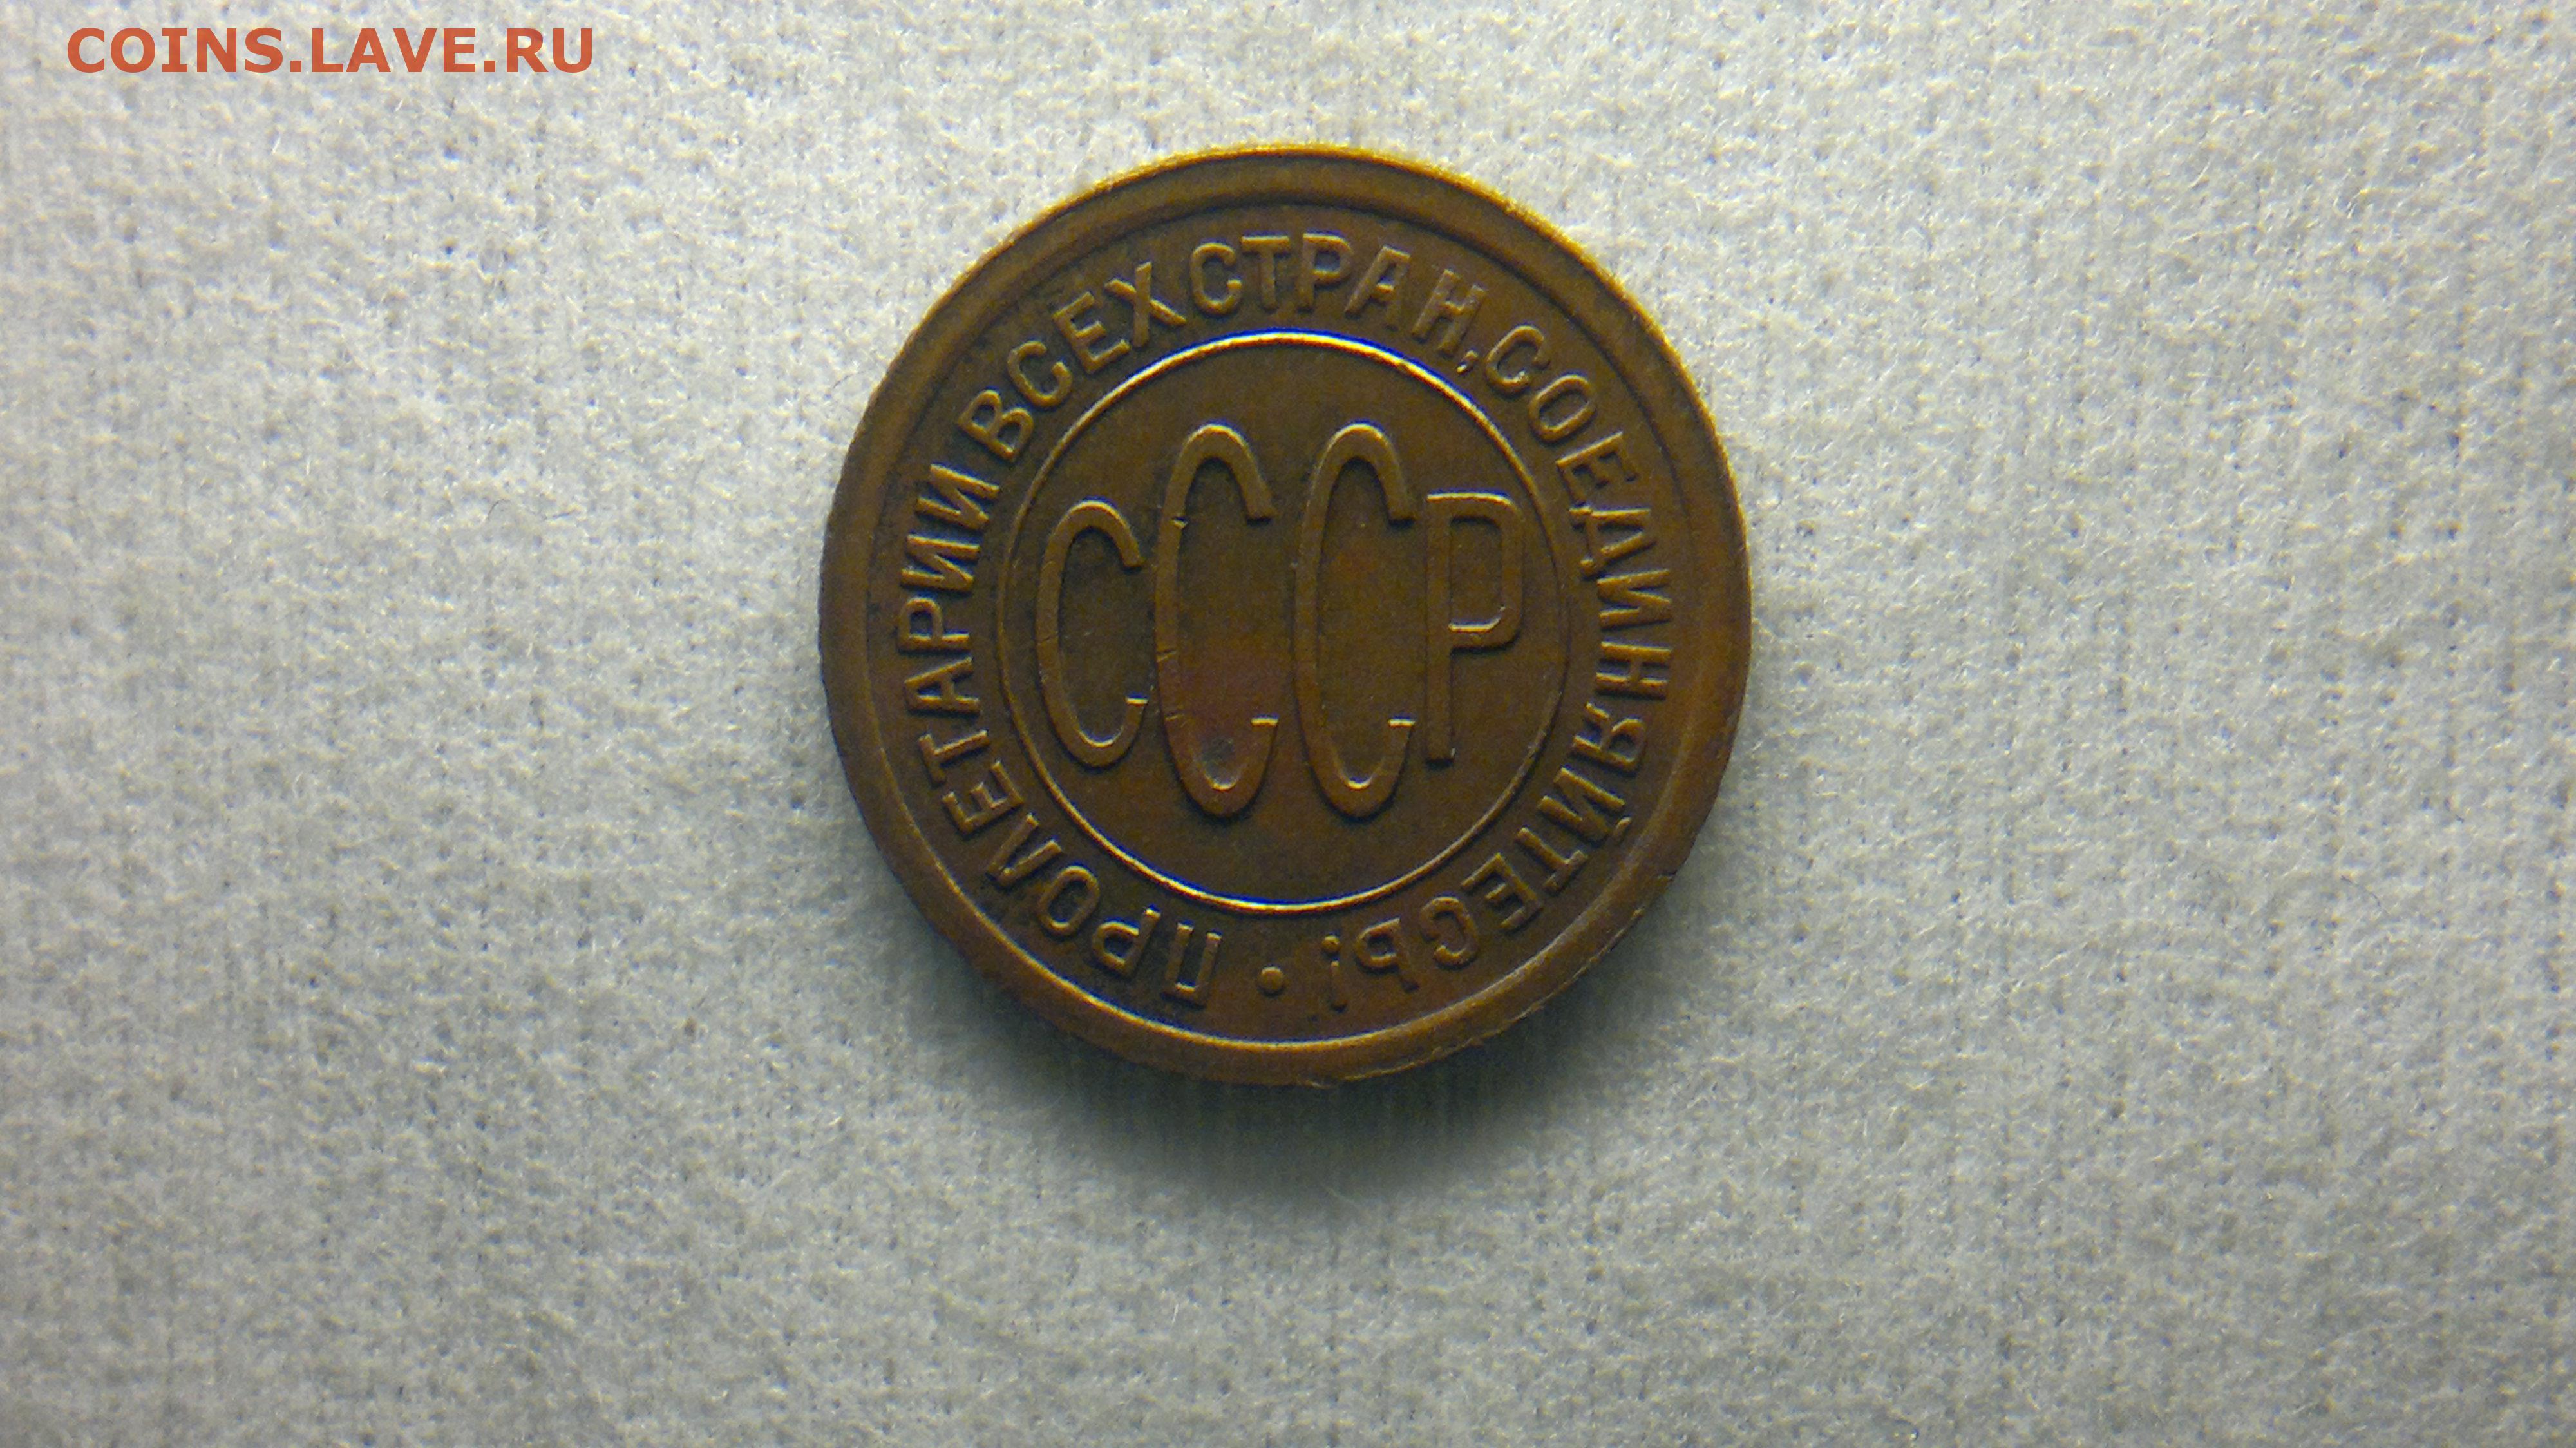 COINS.LAVE.RU
ПРОЛЕТАРИИ ВСЕХ СТРАН, СОЕДИНЯЙТЕСЬ! •
СССР